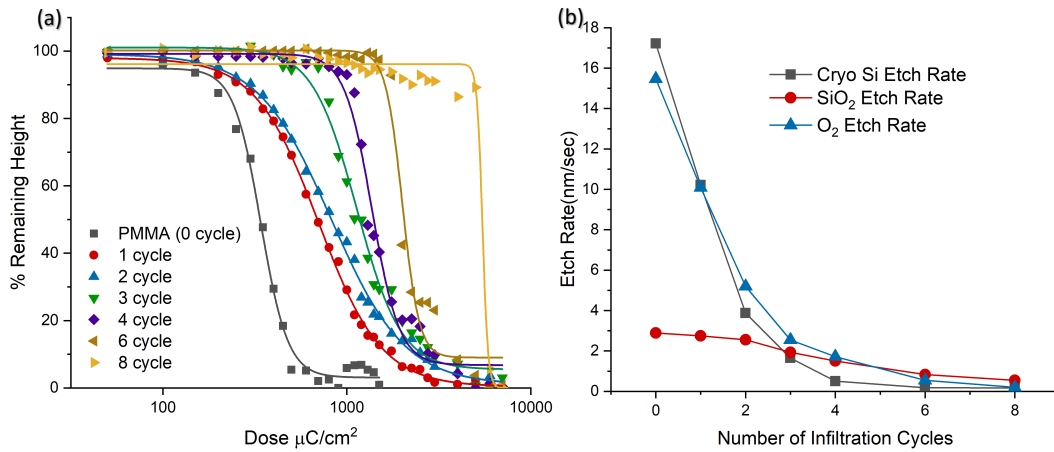 (a)
100
80
60
40
20
0
% Remaining Height
PMMA (0 cycle)
1 cycle
2 cycle
3 cycle
4 cycle
6 cycle
8 cycle
100
1000
10000
Dose μC/cm²
(b)
18
16
14
12
10
8
6
4
2
0
Etch Rate(nm/sec)
Cryo Si Etch Rate
SiO₂ Etch Rate
O₂ Etch Rate
0
2
4
6
8
Number of Infiltration Cycles